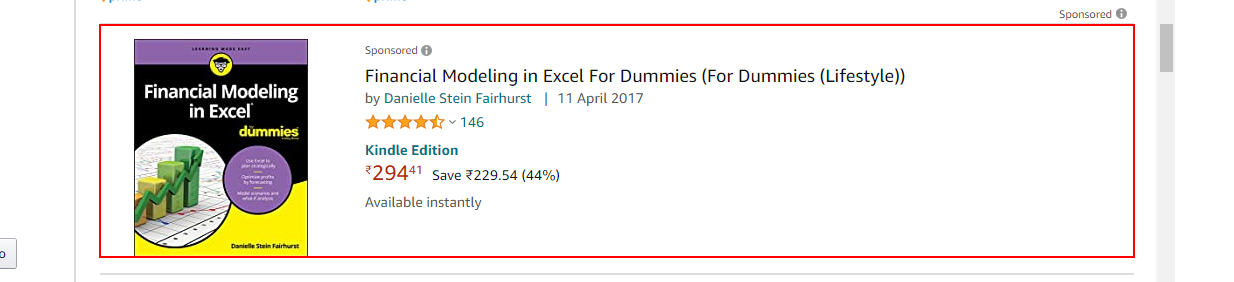 Sponsored
LEARNING MADE EASY
Financial Modeling
in Excel
dummies
Use Excel to
plan strategically
Optimize profits
by forecasting
Model scenarios and
what-if analysis
Danielle Stein Fairhurst
Sponsored
Financial Modeling in Excel For Dummies (For Dummies (Lifestyle))
by Danielle Stein Fairhurst | 11 April 2017
146
Kindle Edition
₹294.41 Save ₹229.54 (44%)
Available instantly